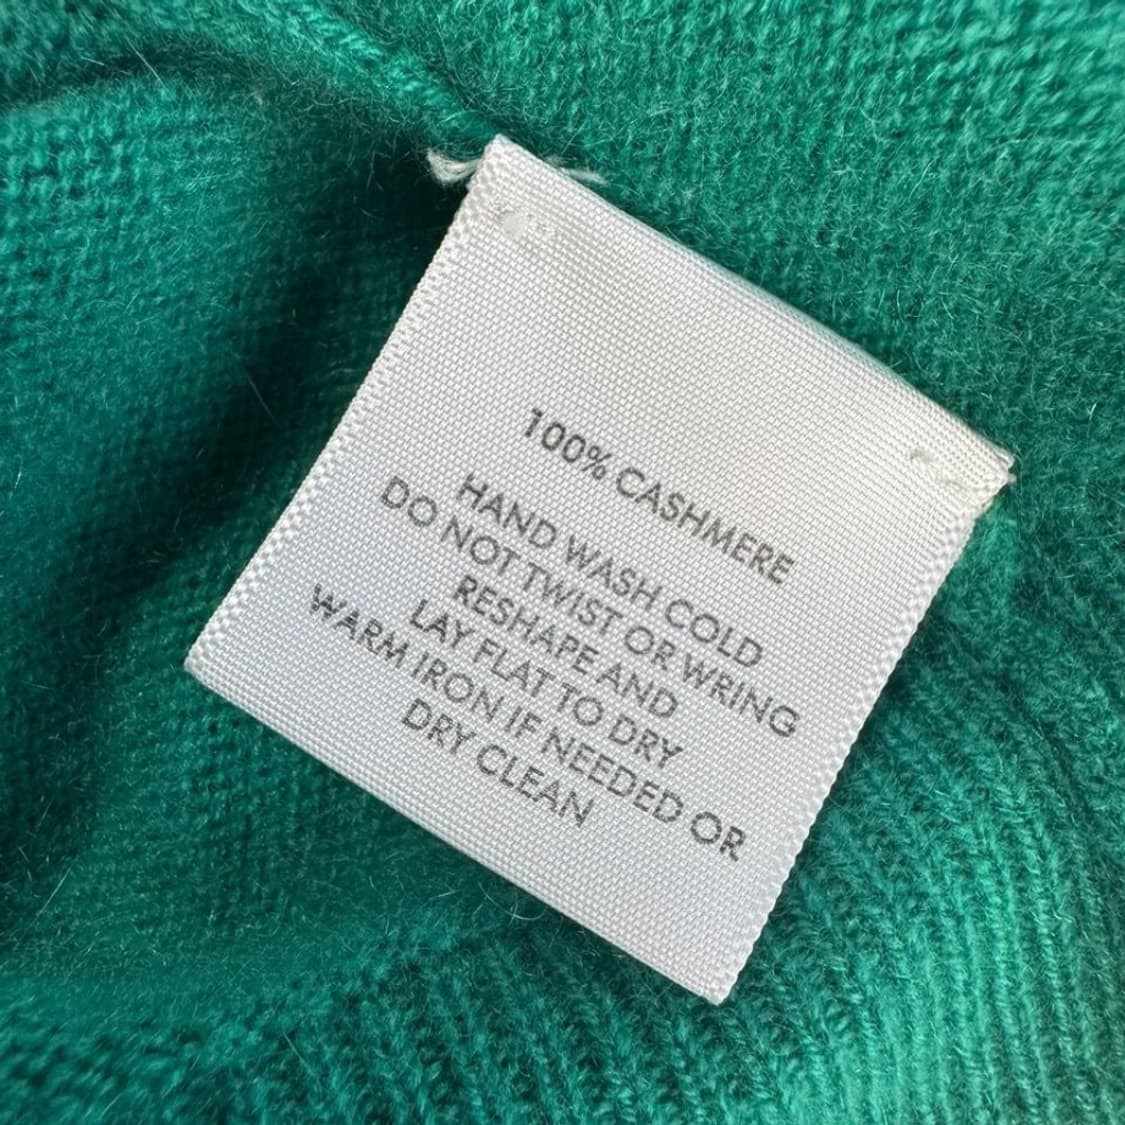 100% CASHMERE
HAND WASH COLD
DO NOT TWIST OR WRING
RESHAPE AND
LAY FLAT TO DRY
WARM IRON IF NEEDED OR
DRY CLEAN